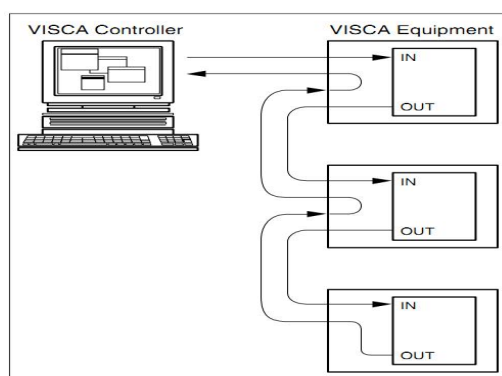 VISCA Controller
VISCA Equipment
IN
OUT
IN
OUT
IN
OUT